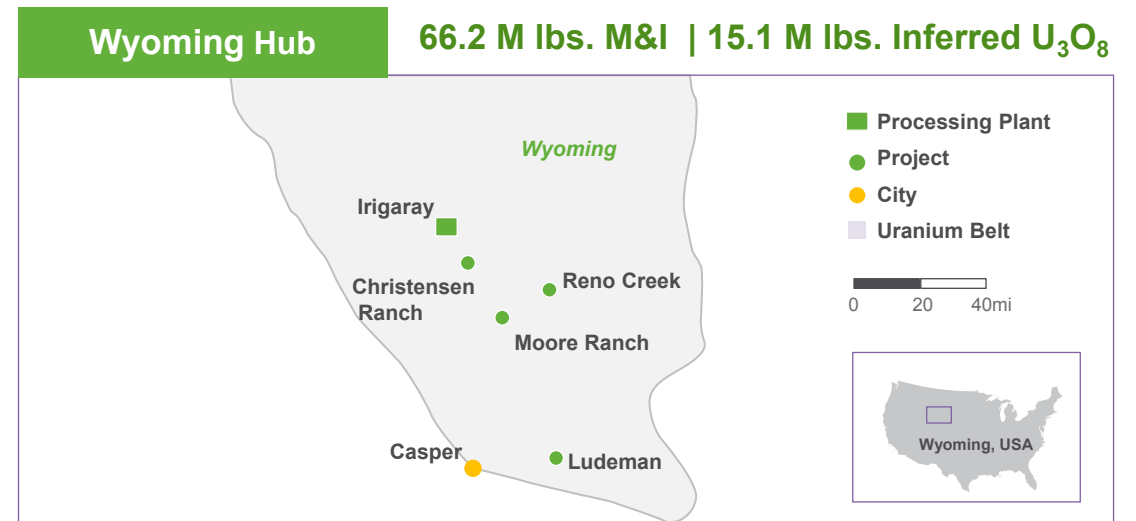 Wyoming Hub
66.2 M lbs. M&I | 15.1 M lbs. Inferred U₃O₈
Wyoming
Processing Plant
Project
City
Uranium Belt
0 20 40mi
Irigaray
Christensen
Ranch
Reno Creek
Moore Ranch
Casper
Ludeman
Wyoming, USA